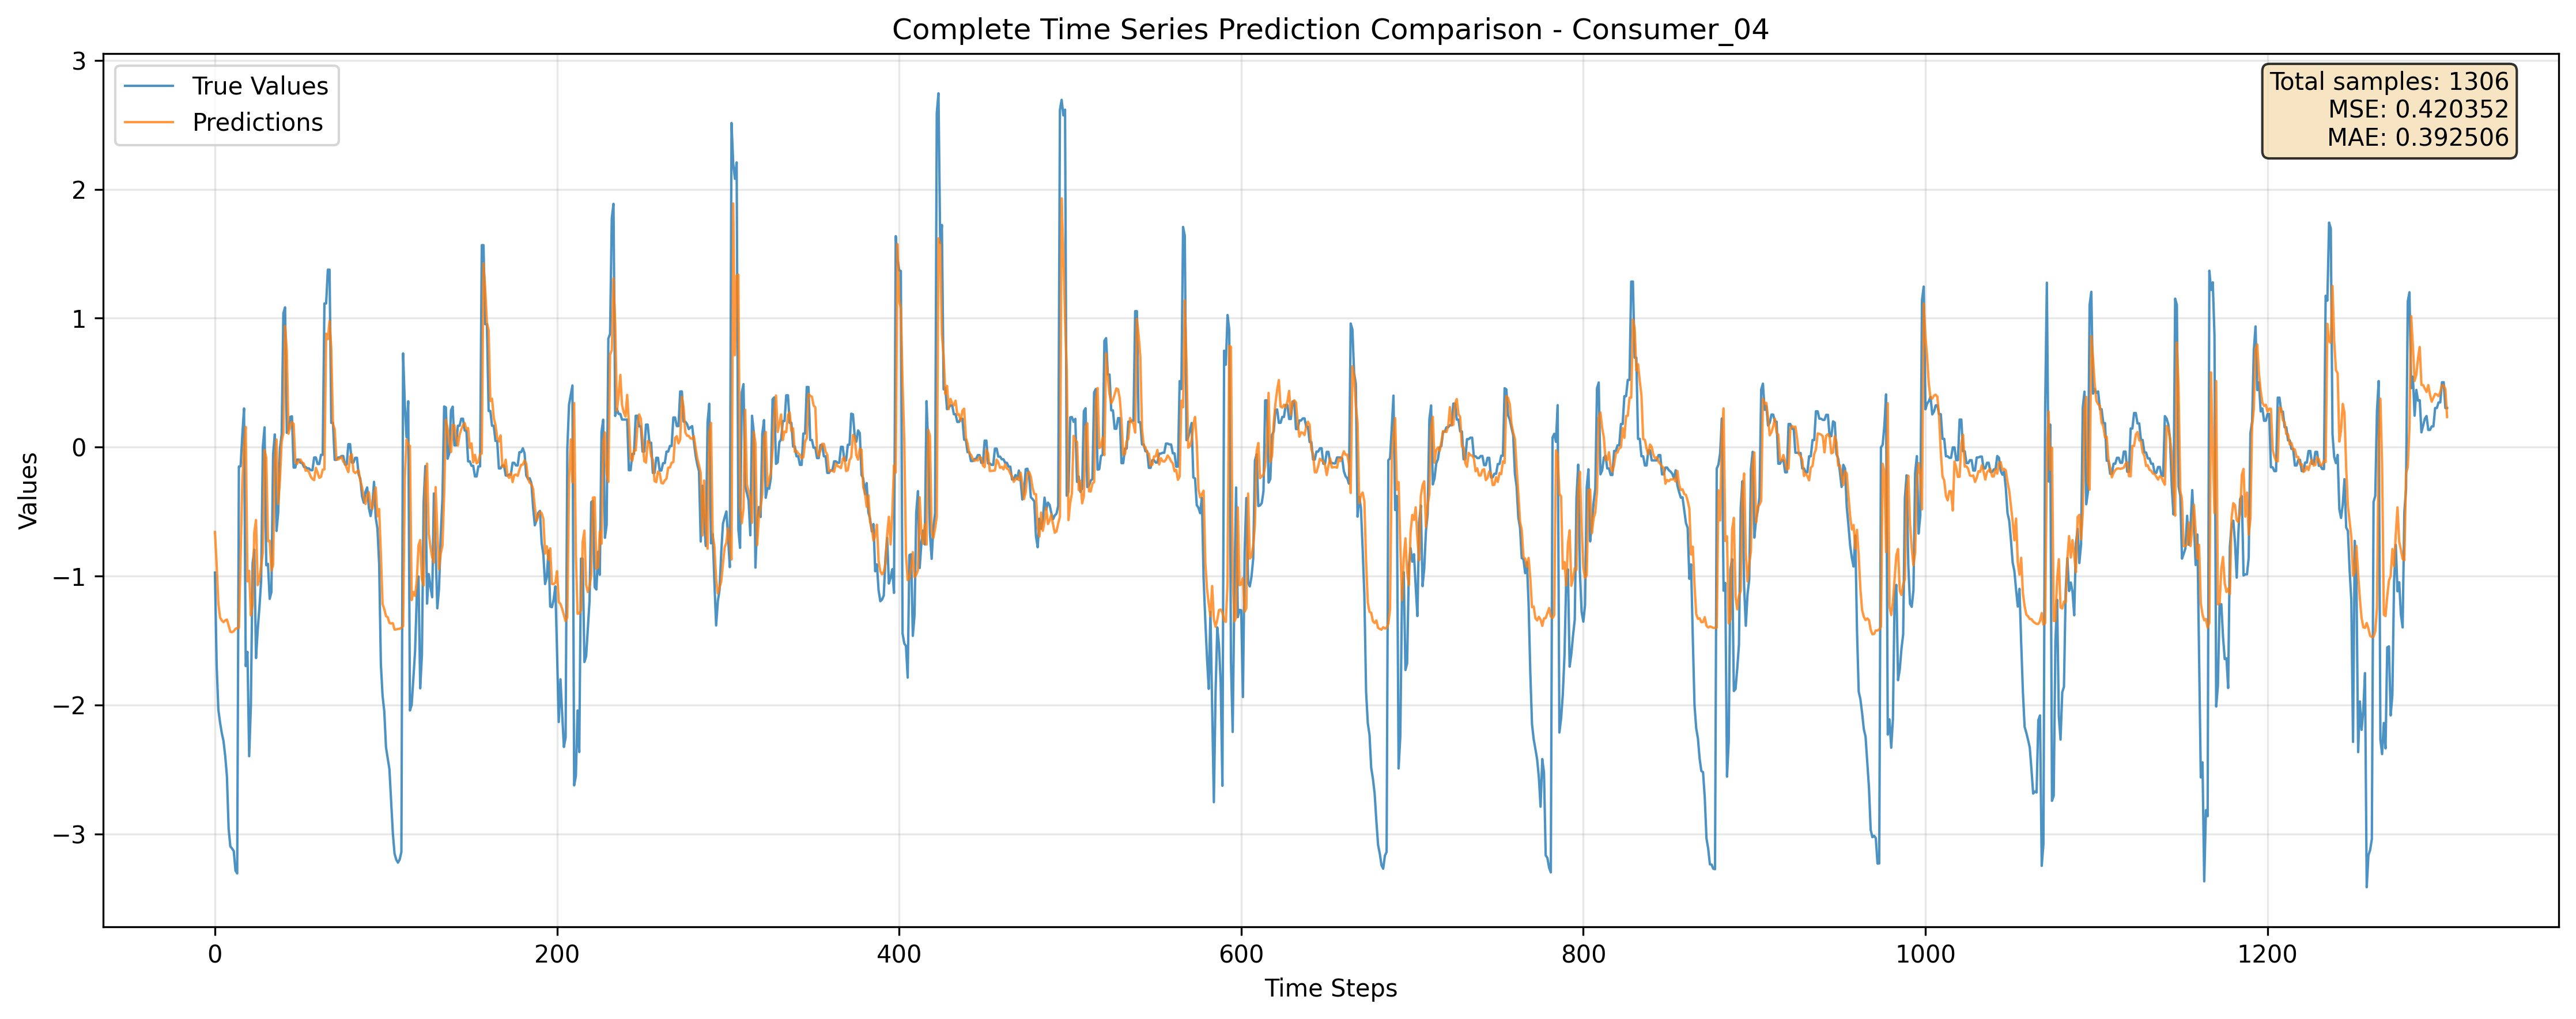 Complete Time Series Prediction Comparison - Consumer_04
True Values
Predictions
Total samples: 1306
MSE: 0.420352
MAE: 0.392506
Values
3
2
1
0
−1
−2
−3
0
200
400
600
800
1000
1200
Time Steps